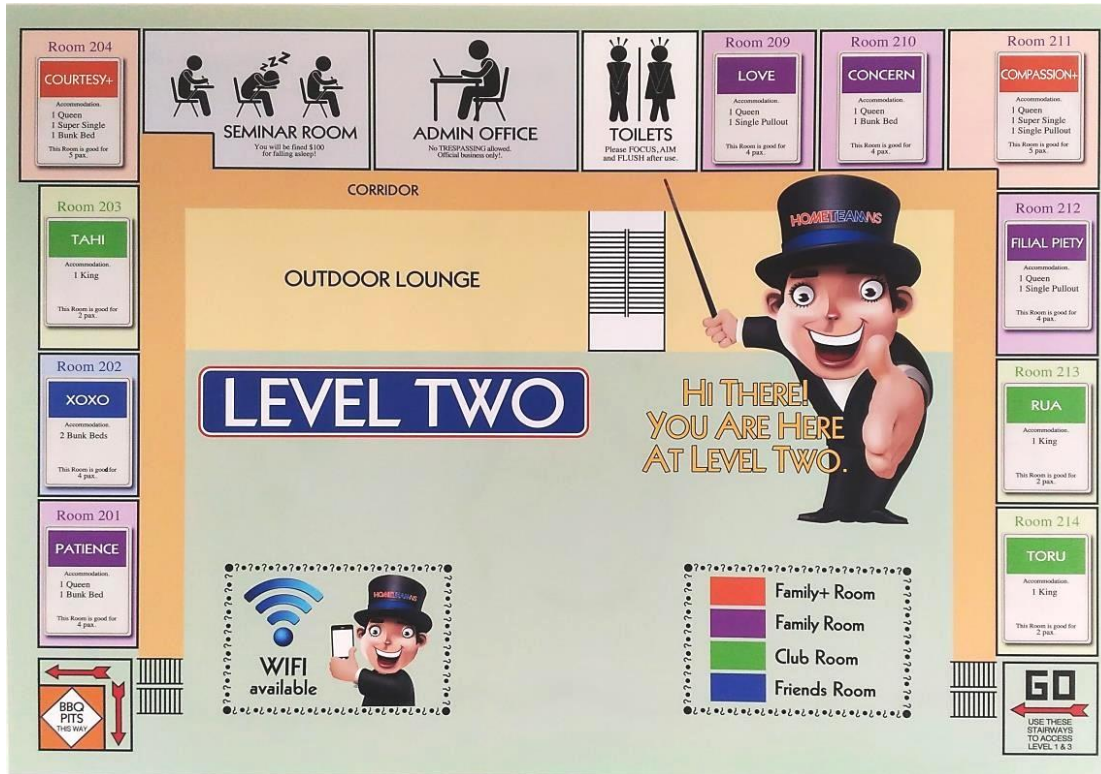 Room 204
COURTESY+
Accommodation.
1 Queen
1 Super Single
1 Bunk Bed
This Room is good for
5 pax.
SEMINAR ROOM
You will be fined $100
for falling asleep!
ADMIN OFFICE
No TRESPASSING allowed.
Official business only!.
TOILETS
Please FOCUS, AIM
and FLUSH after use.
Room 209
LOVE
Accommodation.
1 Queen
1 Single Pullout
This Room is good for
4 pax.
Room 210
CONCERN
Accommodation.
1 Queen
1 Bunk Bed
This Room is good for
4 pax.
Room 211
COMPASSION+
Accommodation.
1 Queen
1 Super Single
1 Single Pullout
This Room is good for
5 pax.
CORRIDOR
Room 203
TAHI
Accommodation.
1 King
This Room is good for
2 pax.
OUTDOOR LOUNGE
HOMETEAMNS
Room 212
FILIAL PIETY
Accommodation.
1 Queen
1 Single Pullout
This Room is good for
4 pax.
Room 202
XOXO
Accommodation.
2 Bunk Beds
This Room is good for
4 pax.
LEVEL TWO
HI THERE!
YOU ARE HERE
AT LEVEL TWO.
Room 213
RUA
Accommodation.
1 King
This Room is good for
2 pax.
Room 201
PATIENCE
Accommodation.
1 Queen
1 Bunk Bed
This Room is good for
4 pax.
Room 214
TORU
Accommodation.
1 King
This Room is good for
2 pax.
WIFI
available
HOMETEAMNS
Family+ Room
Family Room
Club Room
Friends Room
BBQ
PITS
THIS WAY
GO
USE THESE
STAIRWAYS
TO ACCESS
LEVEL 1 & 3